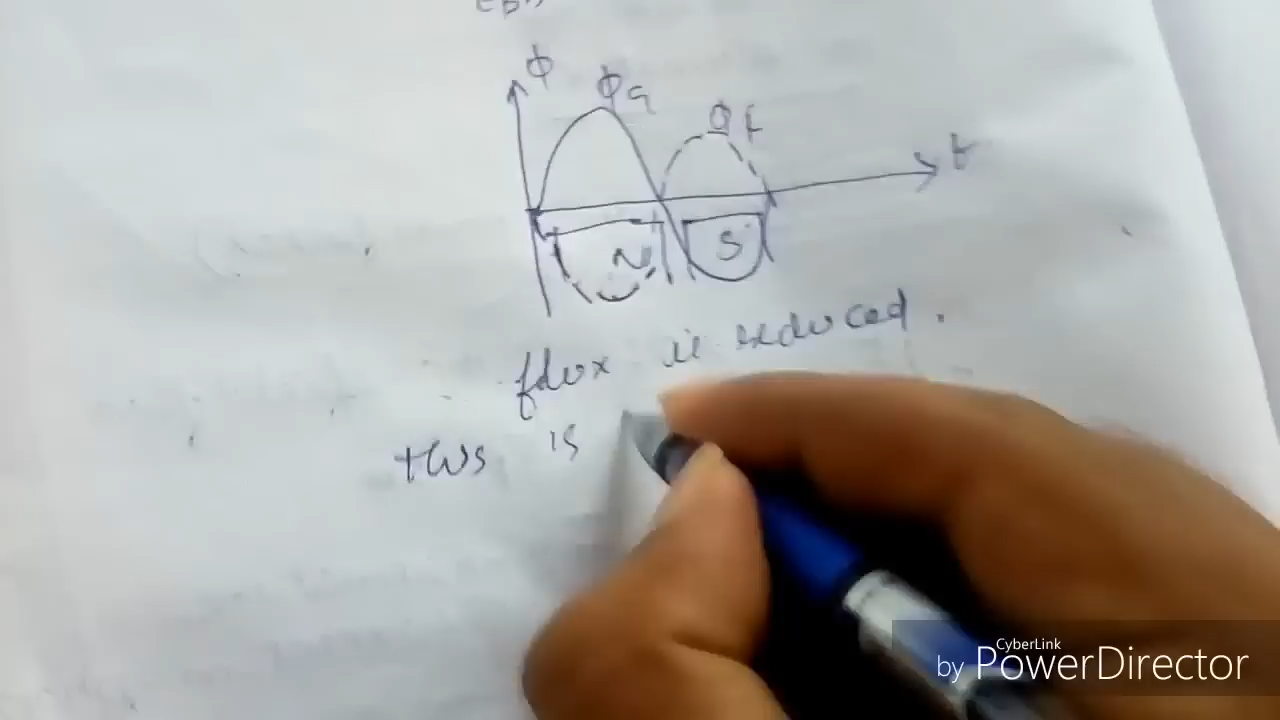 Φ
Φa
Φf
t
N
S
flux is reduced.
this is
CyberLink
by PowerDirector